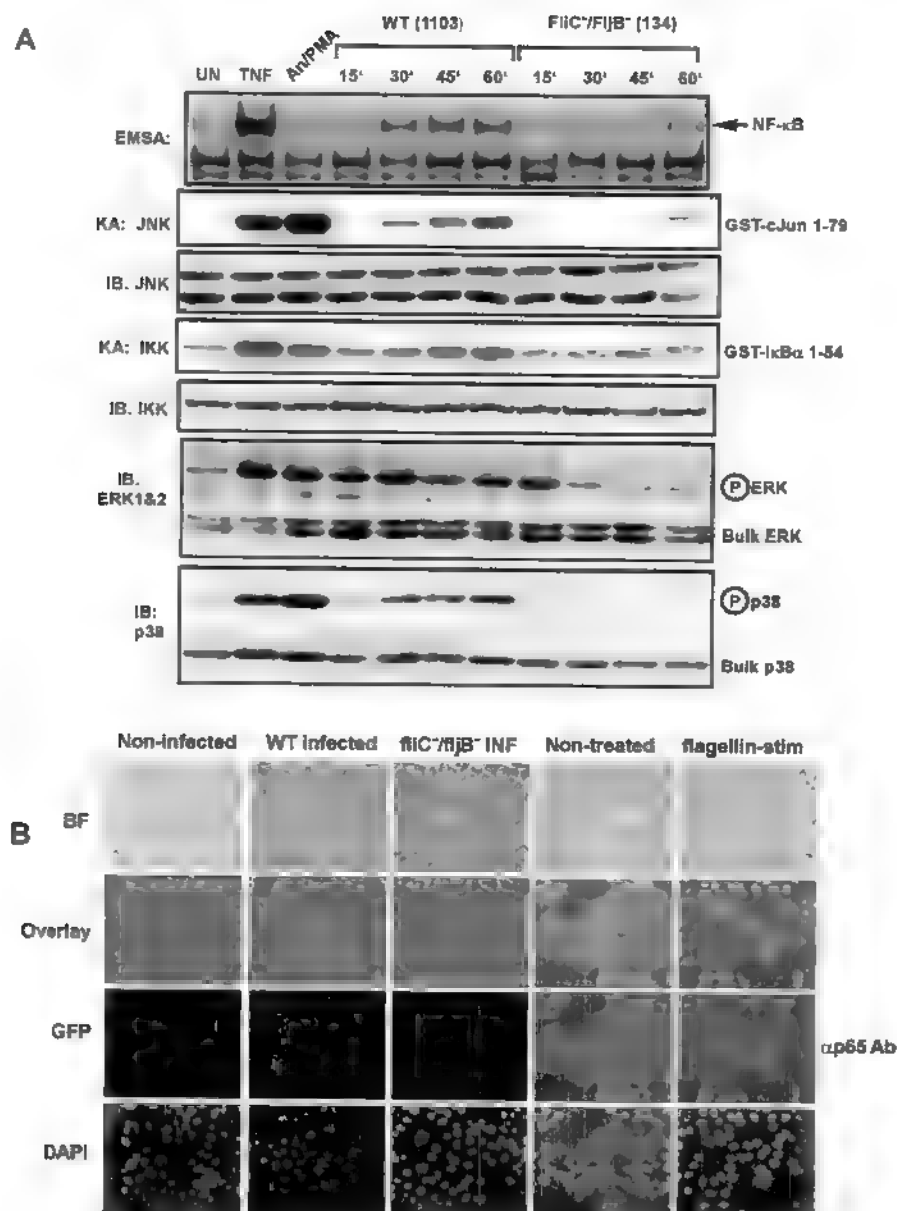 A
WT (1103)
FliC⁻/FljB⁻ (134)
UN TNF An/PMA 15' 30' 45' 60' 15' 30' 45' 60'
EMSA:
NF-κB
KA: JNK
GST-cJun 1-79
IB. JNK
KA: IKK
GST-IκBα 1-54
IB. IKK
IB.
ERK1&2
P ERK
Bulk ERK
IB:
p38
P p38
Bulk p38
Non-infected WT infected fliC⁻/fljB⁻ INF Non-treated flagellin-stim
B
BF
Overlay
GFP
αp65 Ab
DAPI